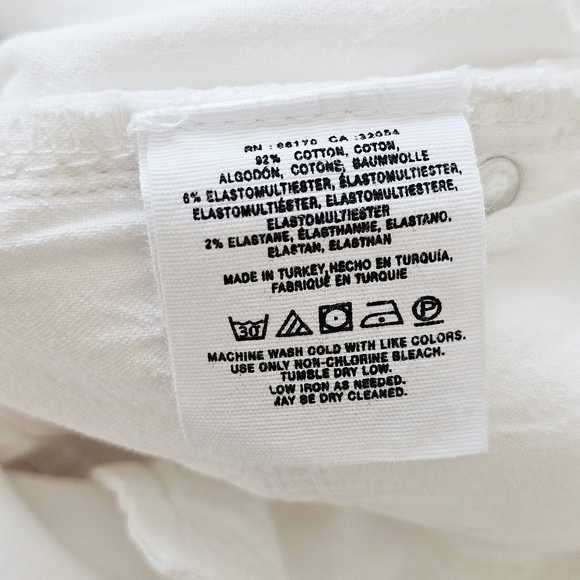 RN : 96170 CA :32054
92% COTTON, COTON,
ALGODÓN, COTONE, BAUMWOLLE
6% ELASTOMULTIESTER, ÉLASTOMULTIESTER,
ELASTOMULTIÉSTER, ELASTOMULTIESTERE,
ELASTOMULTIESTER
2% ELASTANE, ÉLASTHANNE, ELASTANO,
ELASTAN, ELASTHAN
MADE IN TURKEY,HECHO EN TURQUÍA,
FABRIQUÉ EN TURQUIE
30 P
MACHINE WASH COLD WITH LIKE COLORS.
USE ONLY NON-CHLORINE BLEACH.
TUMBLE DRY LOW.
LOW IRON AS NEEDED.
MAY BE DRY CLEANED.